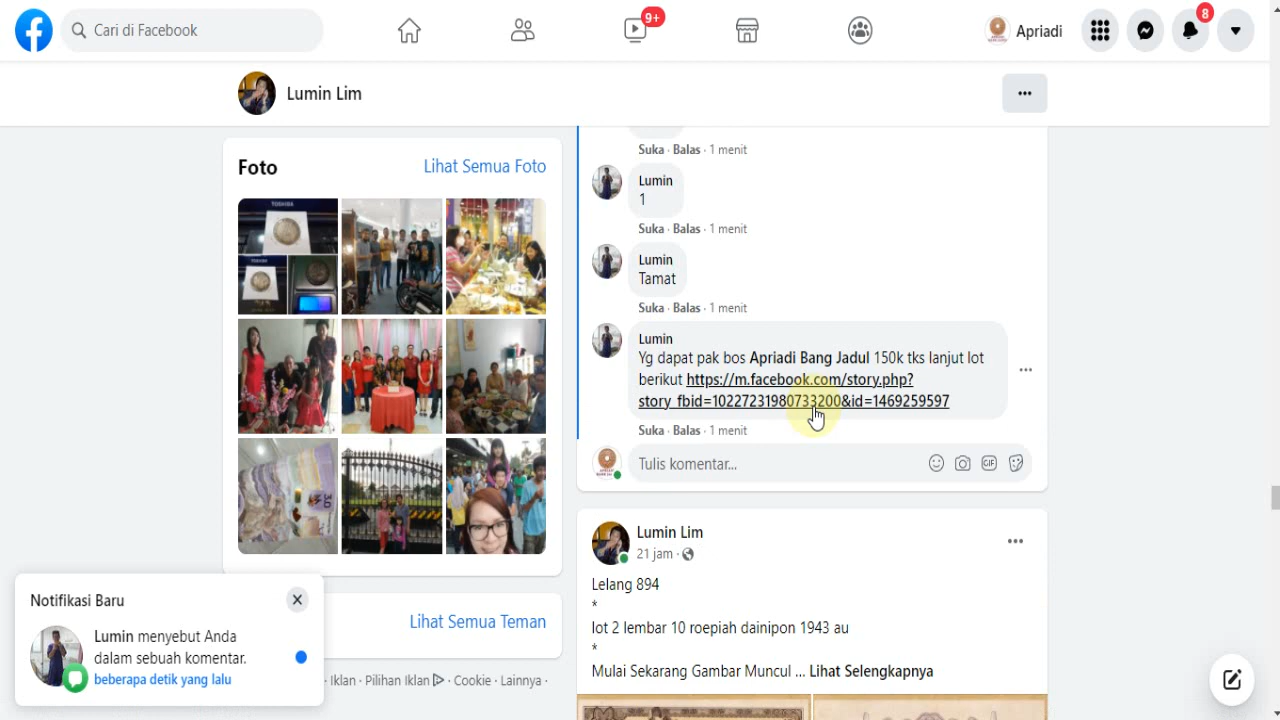 Cari di Facebook
9+
Apriadi
8
Lumin Lim
Foto
Lihat Semua Foto
TOSHIBA
Suka · Balas · 1 menit
Lumin
1
Suka · Balas · 1 menit
Lumin
Tamat
Suka · Balas · 1 menit
Lumin
Yg dapat pak bos Apriadi Bang Jadul 150k tks lanjut lot
berikut https://m.facebook.com/story.php?
story_fbid=10227231980733200&id=1469259597
Suka · Balas · 1 menit
Tulis komentar...
GIF
Lumin Lim
21 jam ·
Lelang 894
*
lot 2 lembar 10 roepiah dainipon 1943 au
*
Mulai Sekarang Gambar Muncul ... Lihat Selengkapnya
Lihat Semua Teman
· Iklan · Pilihan Iklan · Cookie · Lainnya ·
Notifikasi Baru
Lumin menyebut Anda
dalam sebuah komentar.
beberapa detik yang lalu